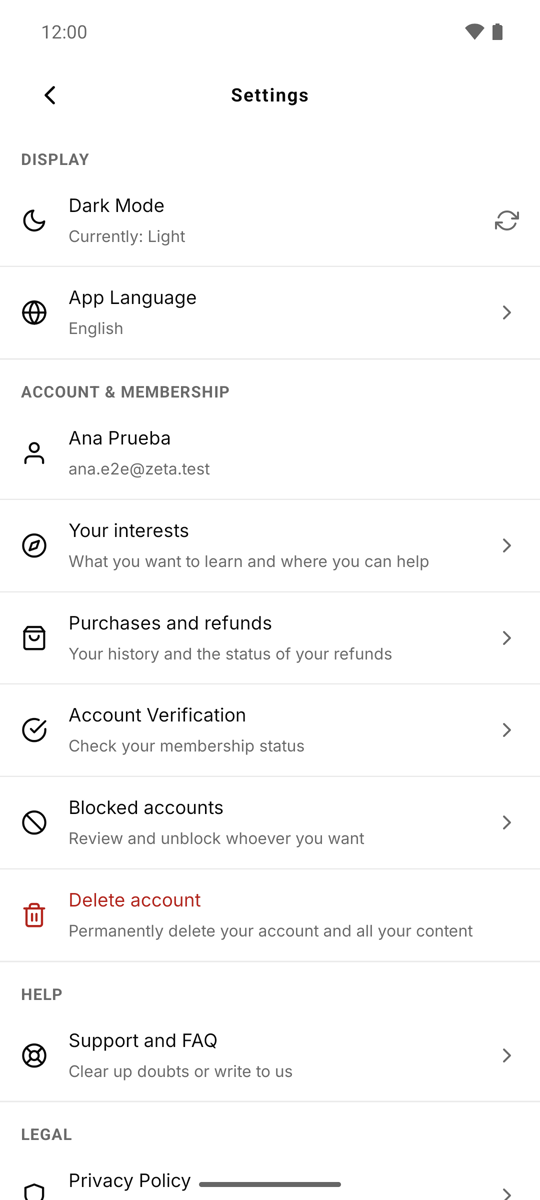 12:00
Settings
DISPLAY
Dark Mode
Currently: Light
App Language
English
ACCOUNT & MEMBERSHIP
Ana Prueba
ana.e2e@zeta.test
Your interests
What you want to learn and where you can help
Purchases and refunds
Your history and the status of your refunds
Account Verification
Check your membership status
Blocked accounts
Review and unblock whoever you want
Delete account
Permanently delete your account and all your content
HELP
Support and FAQ
Clear up doubts or write to us
LEGAL
Privacy Policy